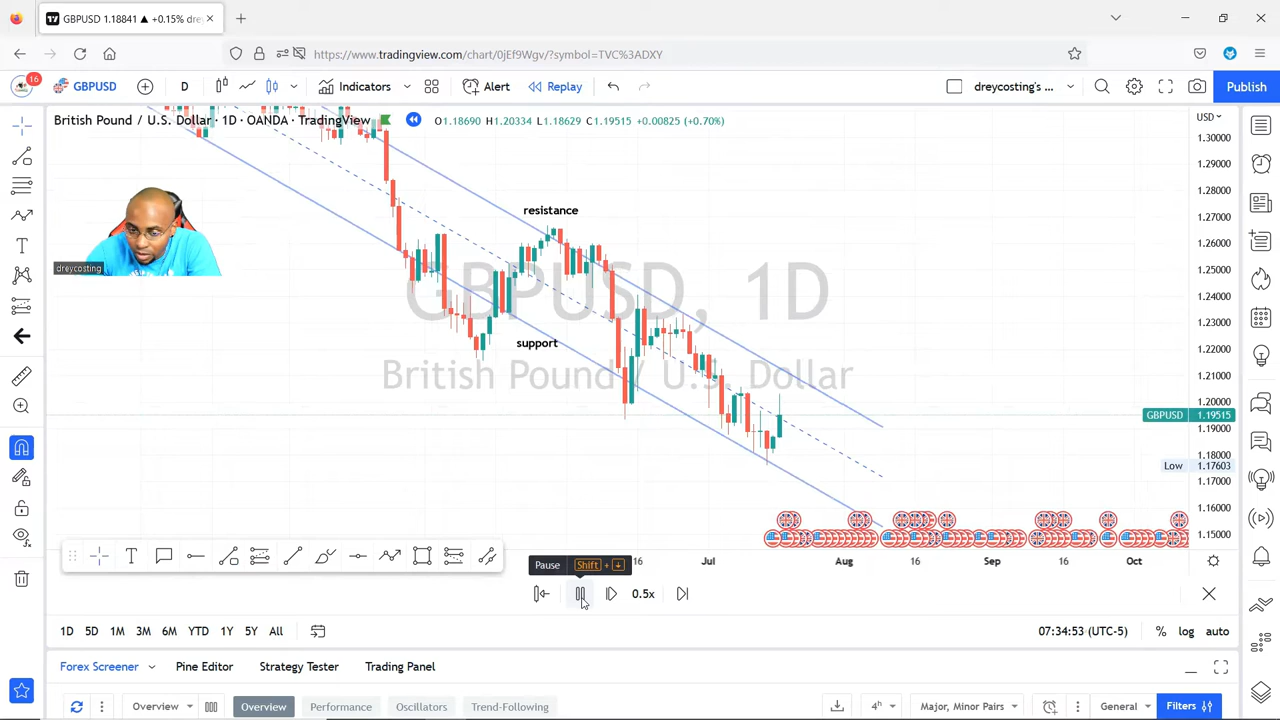 GBPUSD 1.18841 ▲ +0.15% dre
https://www.tradingview.com/chart/0jEf9Wgv/?symbol=TVC%3ADXY
16
GBPUSD
D
Indicators
Alert
Replay
dreycosting's ...
Publish
British Pound / U.S. Dollar · 1D · OANDA · TradingView
O1.18690 H1.20334 L1.18629 C1.19515 +0.00825 (+0.70%)
USD
1.30000
1.29000
1.28000
1.27000
1.26000
1.25000
1.24000
1.23000
1.22000
1.21000
1.20000
GBPUSD 1.19515
1.19000
1.18000
Low 1.17603
1.17000
1.16000
1.15000
resistance
support
GBPUSD, 1D
British Pound / U.S. Dollar
dreycosting
T
T
Pause Shift + ↓
16
Jul
Aug
16
Sep
16
Oct
0.5x
1D 5D 1M 3M 6M YTD 1Y 5Y All
07:34:53 (UTC-5)
% log auto
Forex Screener
Pine Editor
Strategy Tester
Trading Panel
Overview
Overview
Performance
Oscillators
Trend-Following
4h
Major, Minor Pairs
General
Filters